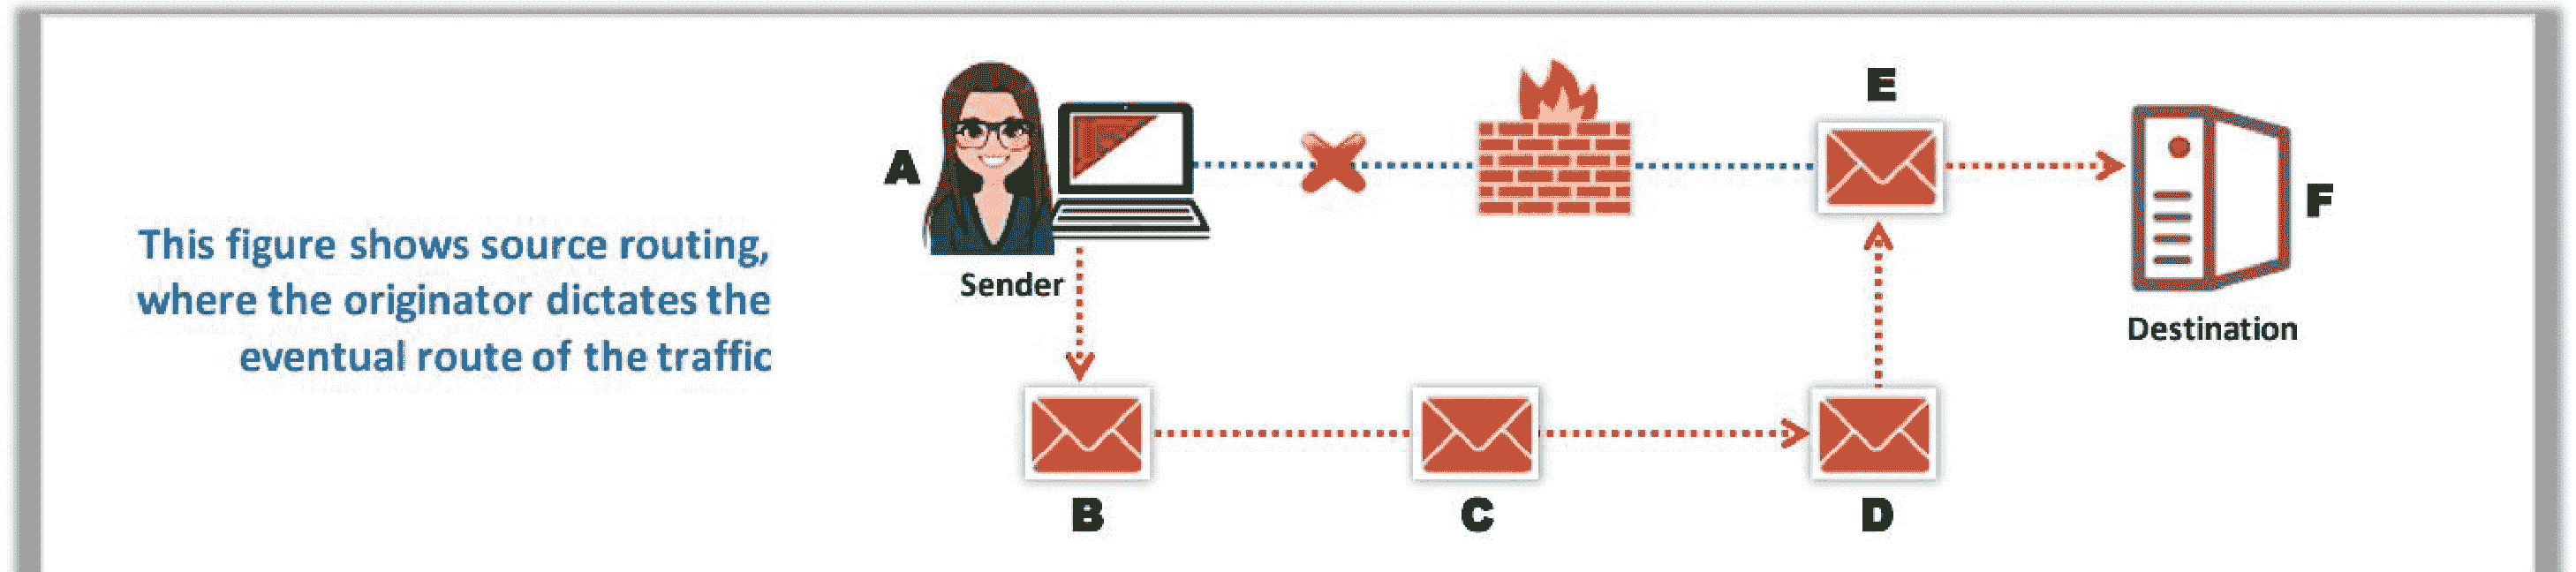 This figure shows source routing,
where the originator dictates the
eventual route of the traffic
A
Sender
E
F
Destination
B
C
D